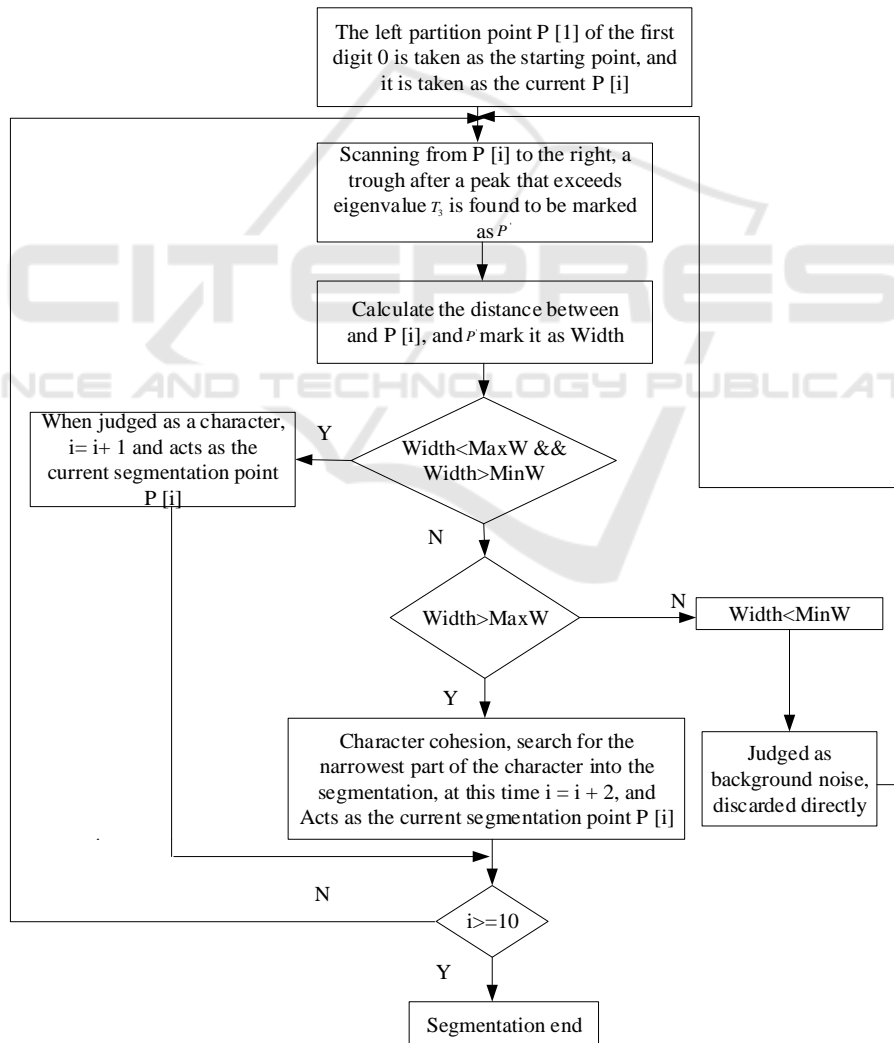 The left partition point P [1] of the first
digit 0 is taken as the starting point, and
it is taken as the current P [i]
Scanning from P [i] to the right, a
trough after a peak that exceeds
eigenvalue T₃ is found to be marked
as P'
CITEPRES
Calculate the distance between
and P [i], and P' mark it as Width
NCE AND TECHNOLOGY PUBLICAT
When judged as a character,
i= i+ 1 and acts as the
current segmentation point
P [i]
Y
Width<MaxW &&
Width>MinW
N
Width>MaxW
N
Width<MinW
Y
Character cohesion, search for the
narrowest part of the character into the
segmentation, at this time i = i + 2, and
Acts as the current segmentation point P [i]
Judged as
background noise,
discarded directly
N
i>=10
Y
Segmentation end